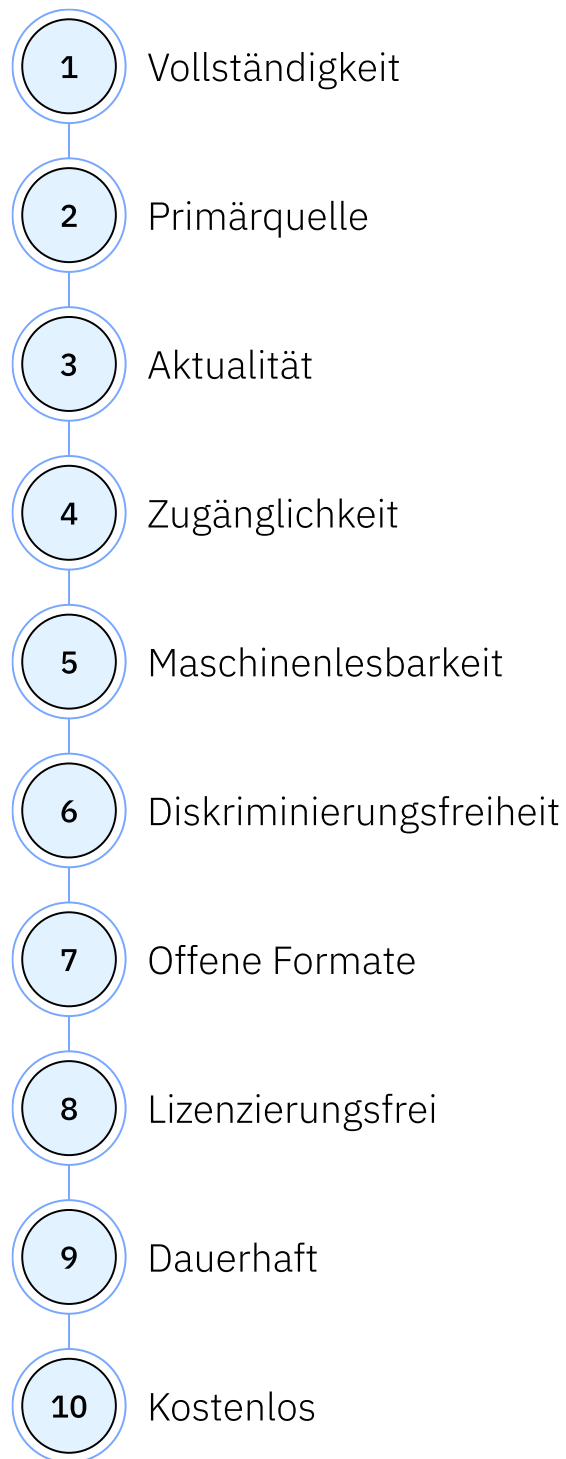 1 Vollständigkeit
2 Primärquelle
3 Aktualität
4 Zugänglichkeit
5 Maschinenlesbarkeit
6 Diskriminierungsfreiheit
7 Offene Formate
8 Lizenzierungsfrei
9 Dauerhaft
10 Kostenlos